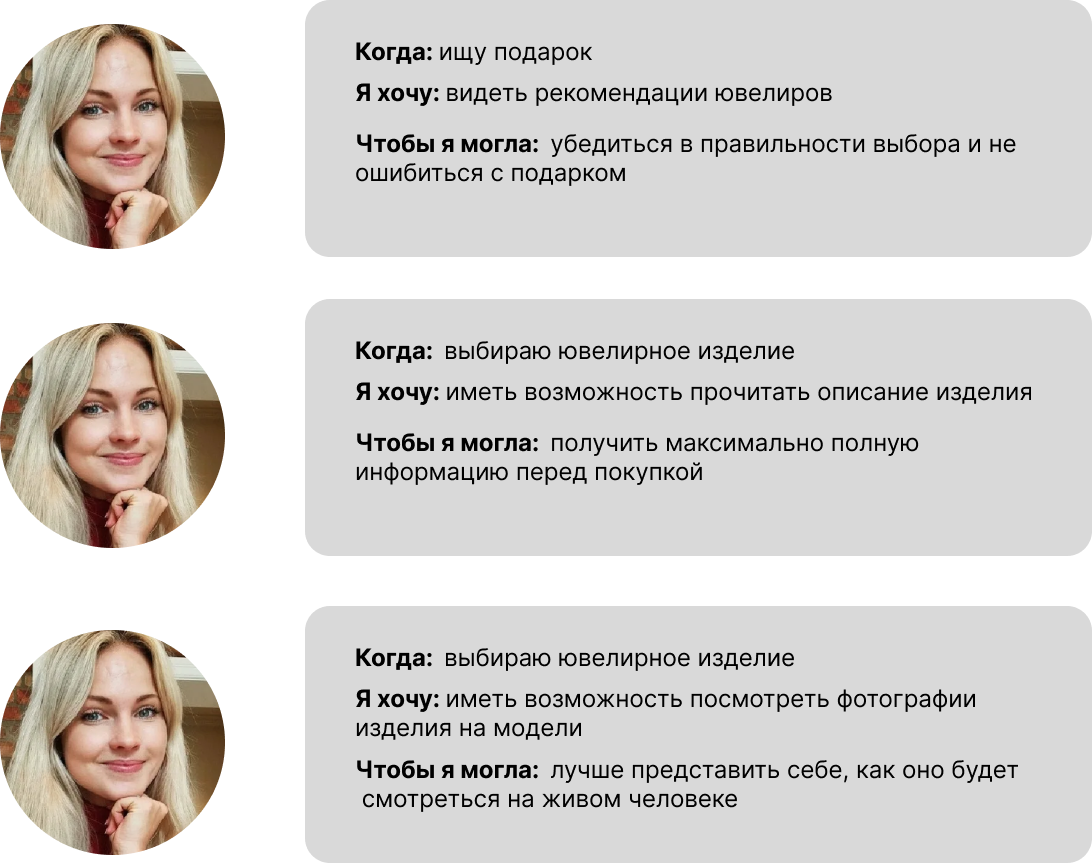 Когда: ищу подарок
Я хочу: видеть рекомендации ювелиров
Чтобы я могла: убедиться в правильности выбора и не
ошибиться с подарком
Когда: выбираю ювелирное изделие
Я хочу: иметь возможность прочитать описание изделия
Чтобы я могла: получить максимально полную
информацию перед покупкой
Когда: выбираю ювелирное изделие
Я хочу: иметь возможность посмотреть фотографии
изделия на модели
Чтобы я могла: лучше представить себе, как оно будет
смотреться на живом человеке